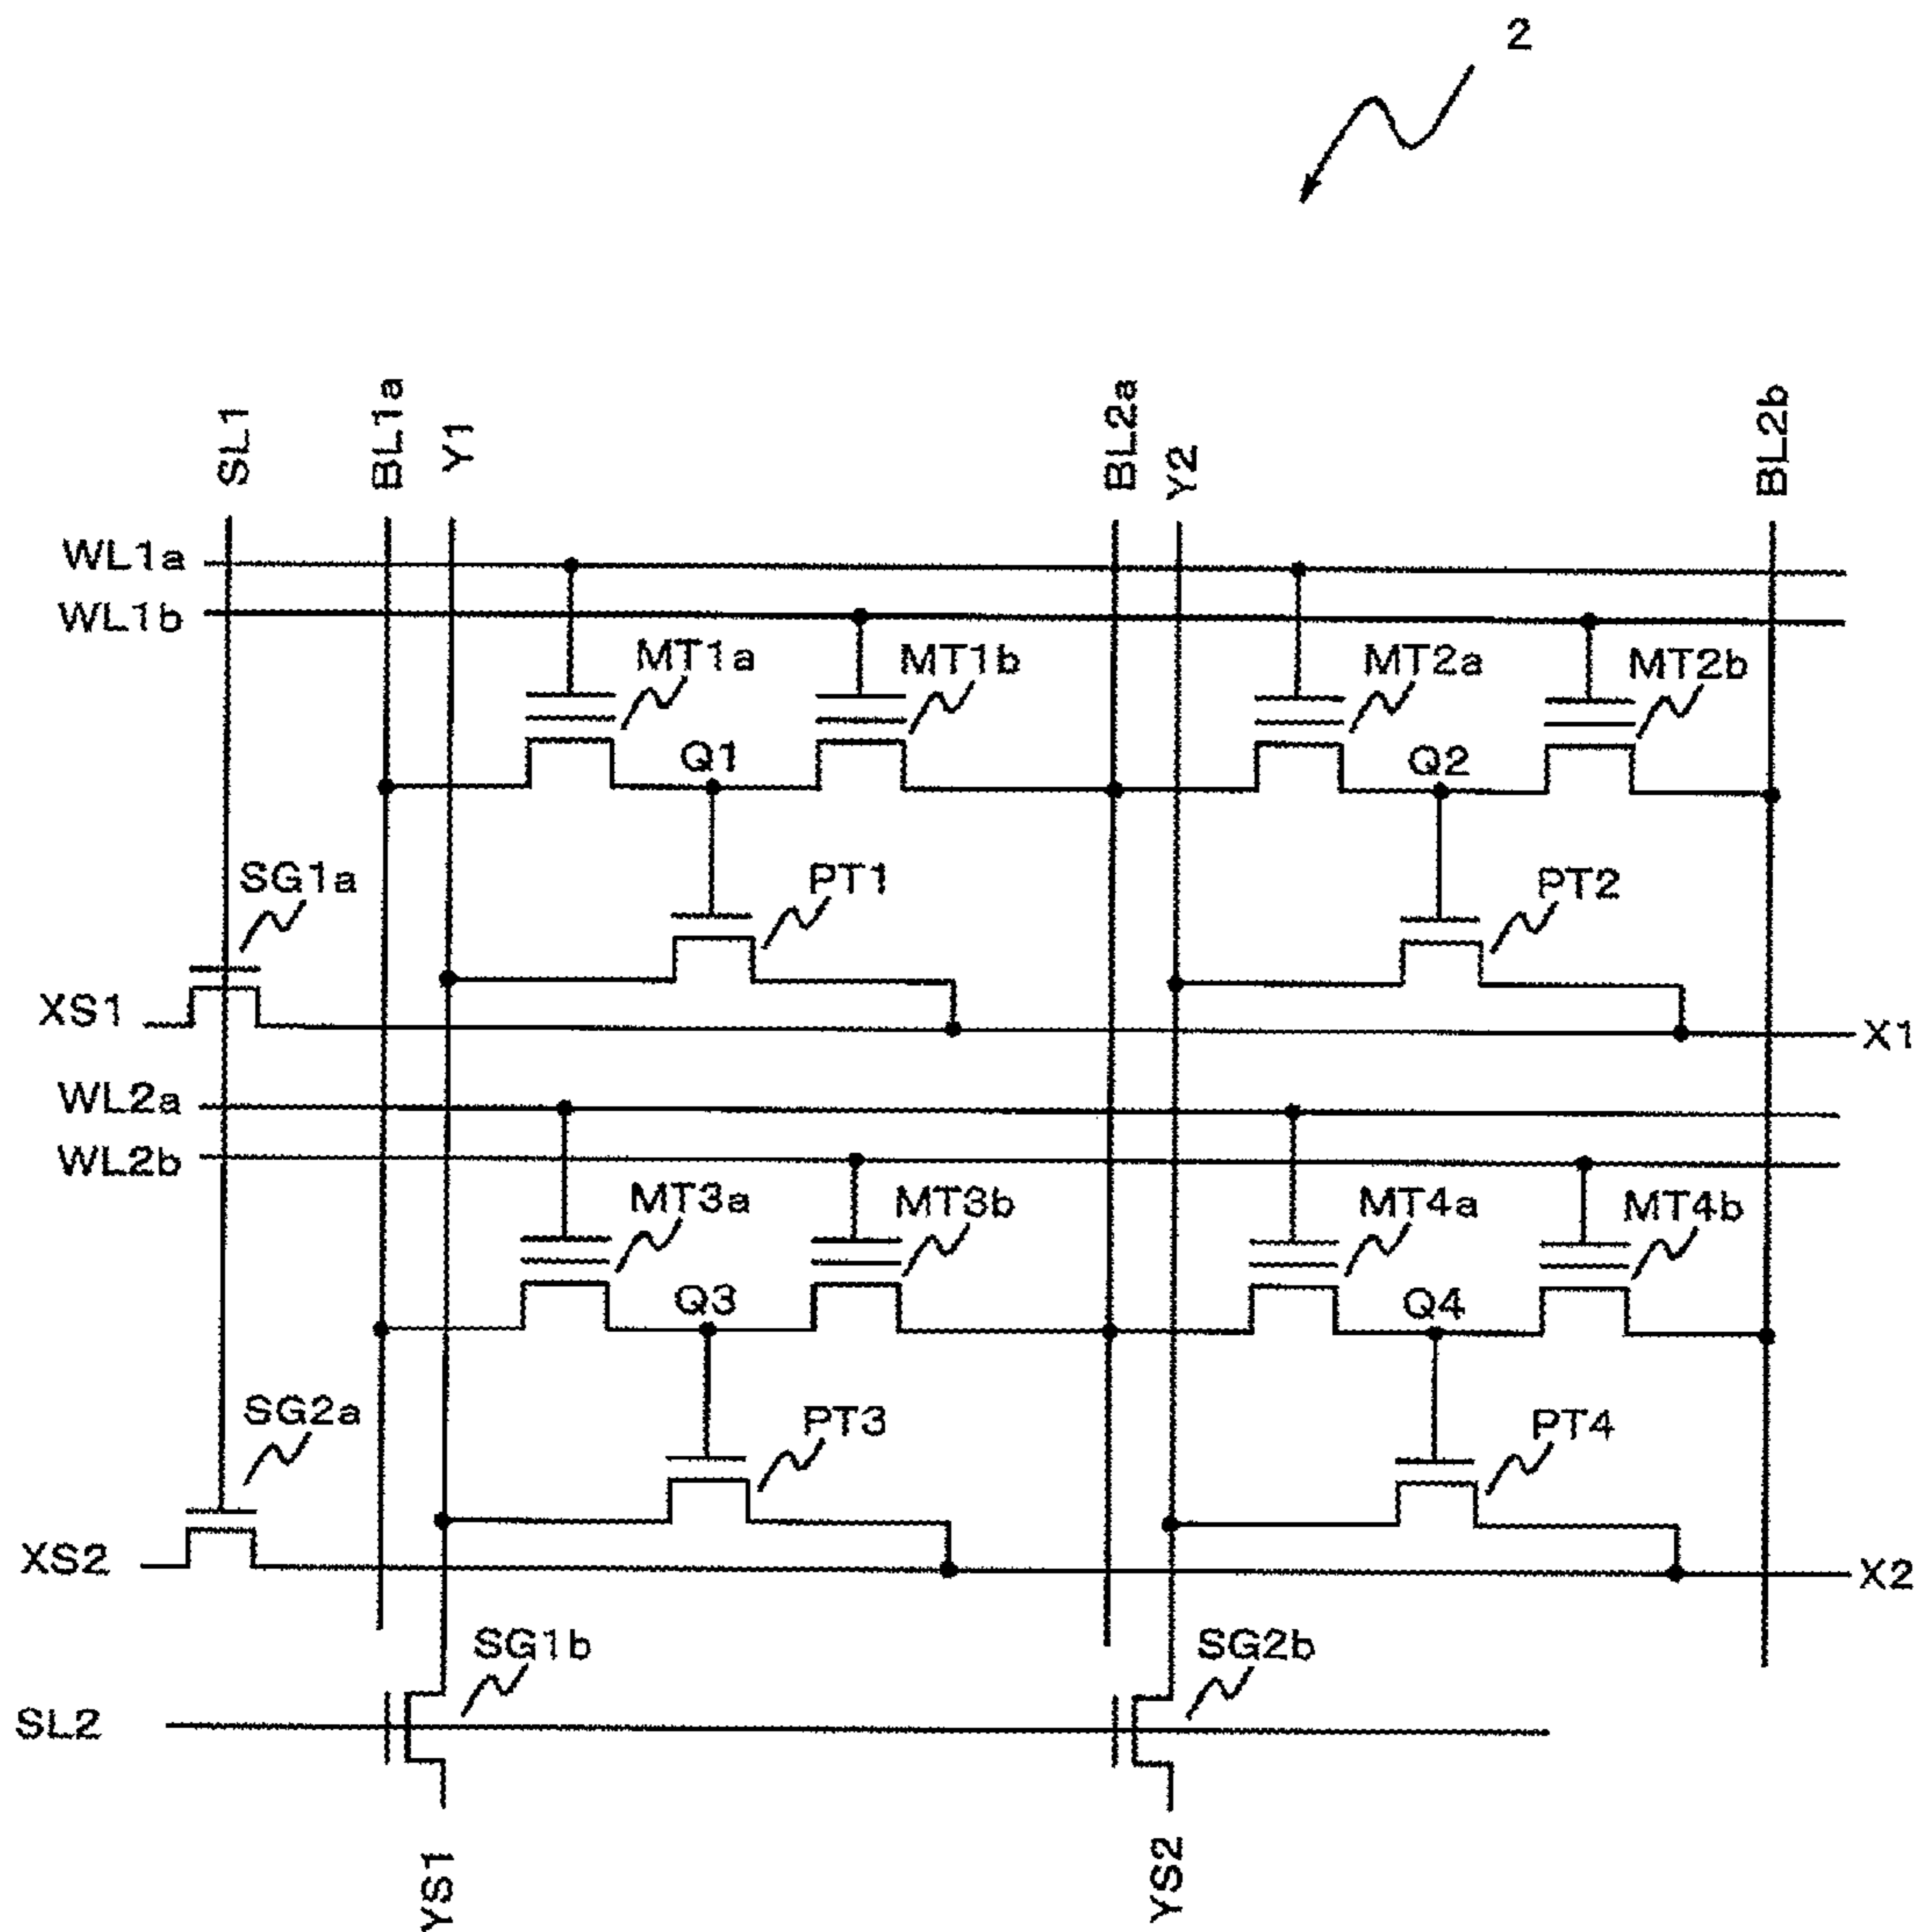 2
SL1
BL1a
Y1
BL2a
Y2
BL2b
WL1a
WL1b
MT1a
MT1b
MT2a
MT2b
Q1
Q2
SG1a
PT1
PT2
XS1
X1
WL2a
WL2b
MT3a
MT3b
MT4a
MT4b
Q3
Q4
SG2a
PT3
PT4
XS2
X2
SG1b
SG2b
SL2
YS1
YS2